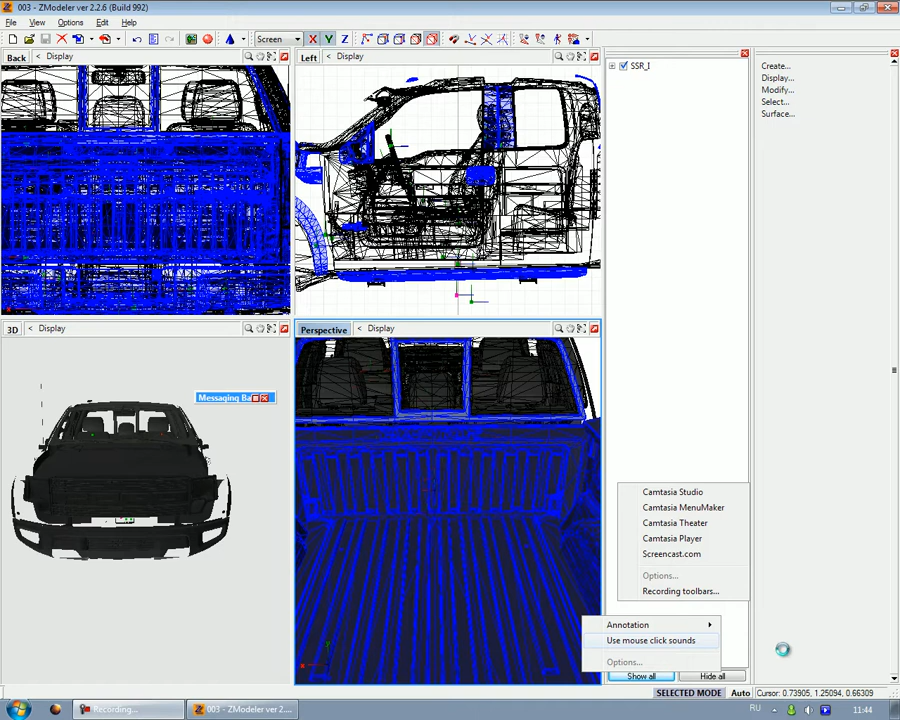 003 - ZModeler ver 2.2.6 (Build 992)
File View Options Edit Help
Screen X Y Z
Back < Display
Left < Display
SSR_I
Create...
Display...
Modify...
Select...
Surface...
3D < Display
Perspective < Display
Messaging Ba
Camtasia Studio
Camtasia MenuMaker
Camtasia Theater
Camtasia Player
Screencast.com
Options...
Recording toolbars...
Annotation
Use mouse click sounds
Options...
Show all Hide all
SELECTED MODE Auto Cursor: 0.73905, 1.25094, 0.66309
Recording... 003 - ZModeler ver 2.... RU 11:44